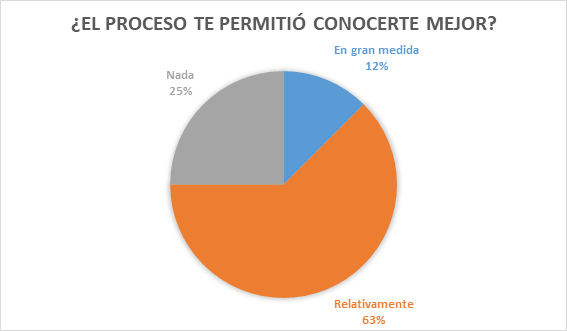 ¿EL PROCESO TE PERMITIÓ CONOCERTE MEJOR?
En gran medida
12%
Nada
25%
Relativamente
63%